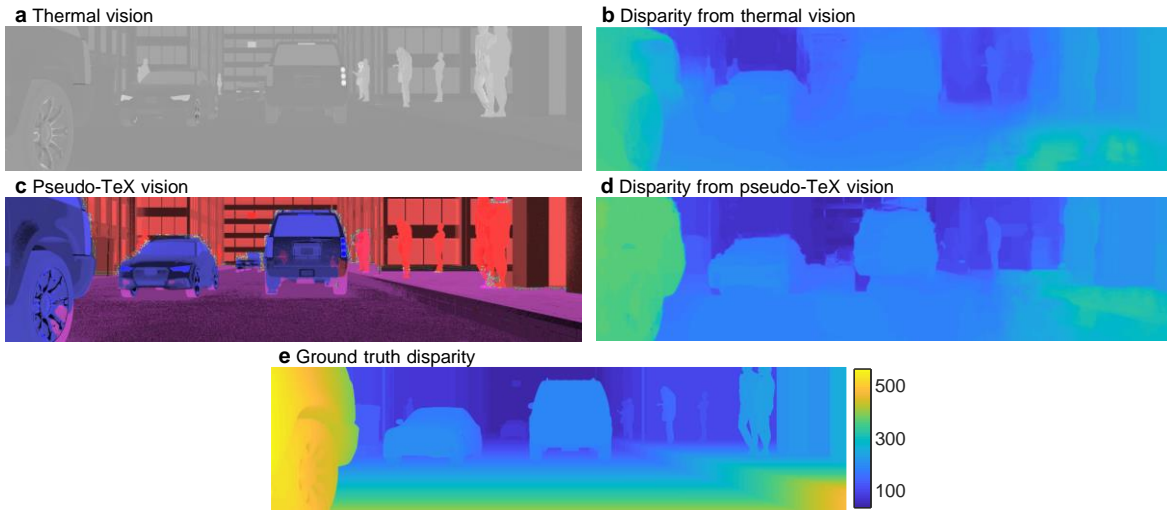 a Thermal vision
b Disparity from thermal vision
c Pseudo-TeX vision
d Disparity from pseudo-TeX vision
e Ground truth disparity
500
300
100